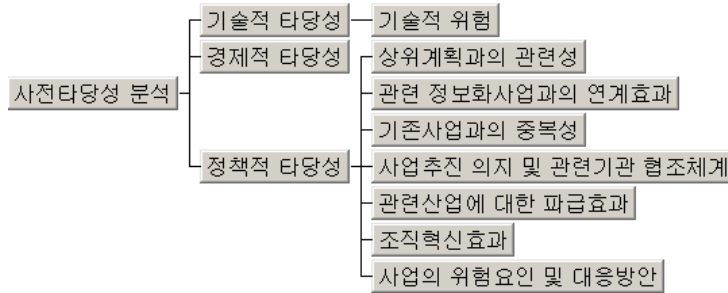 사전타당성 분석
기술적 타당성
기술적 위험
경제적 타당성
정책적 타당성
상위계획과의 관련성
관련 정보화사업과의 연계효과
기존사업과의 중복성
사업추진 의지 및 관련기관 협조체계
관련산업에 대한 파급효과
조직혁신효과
사업의 위험요인 및 대응방안